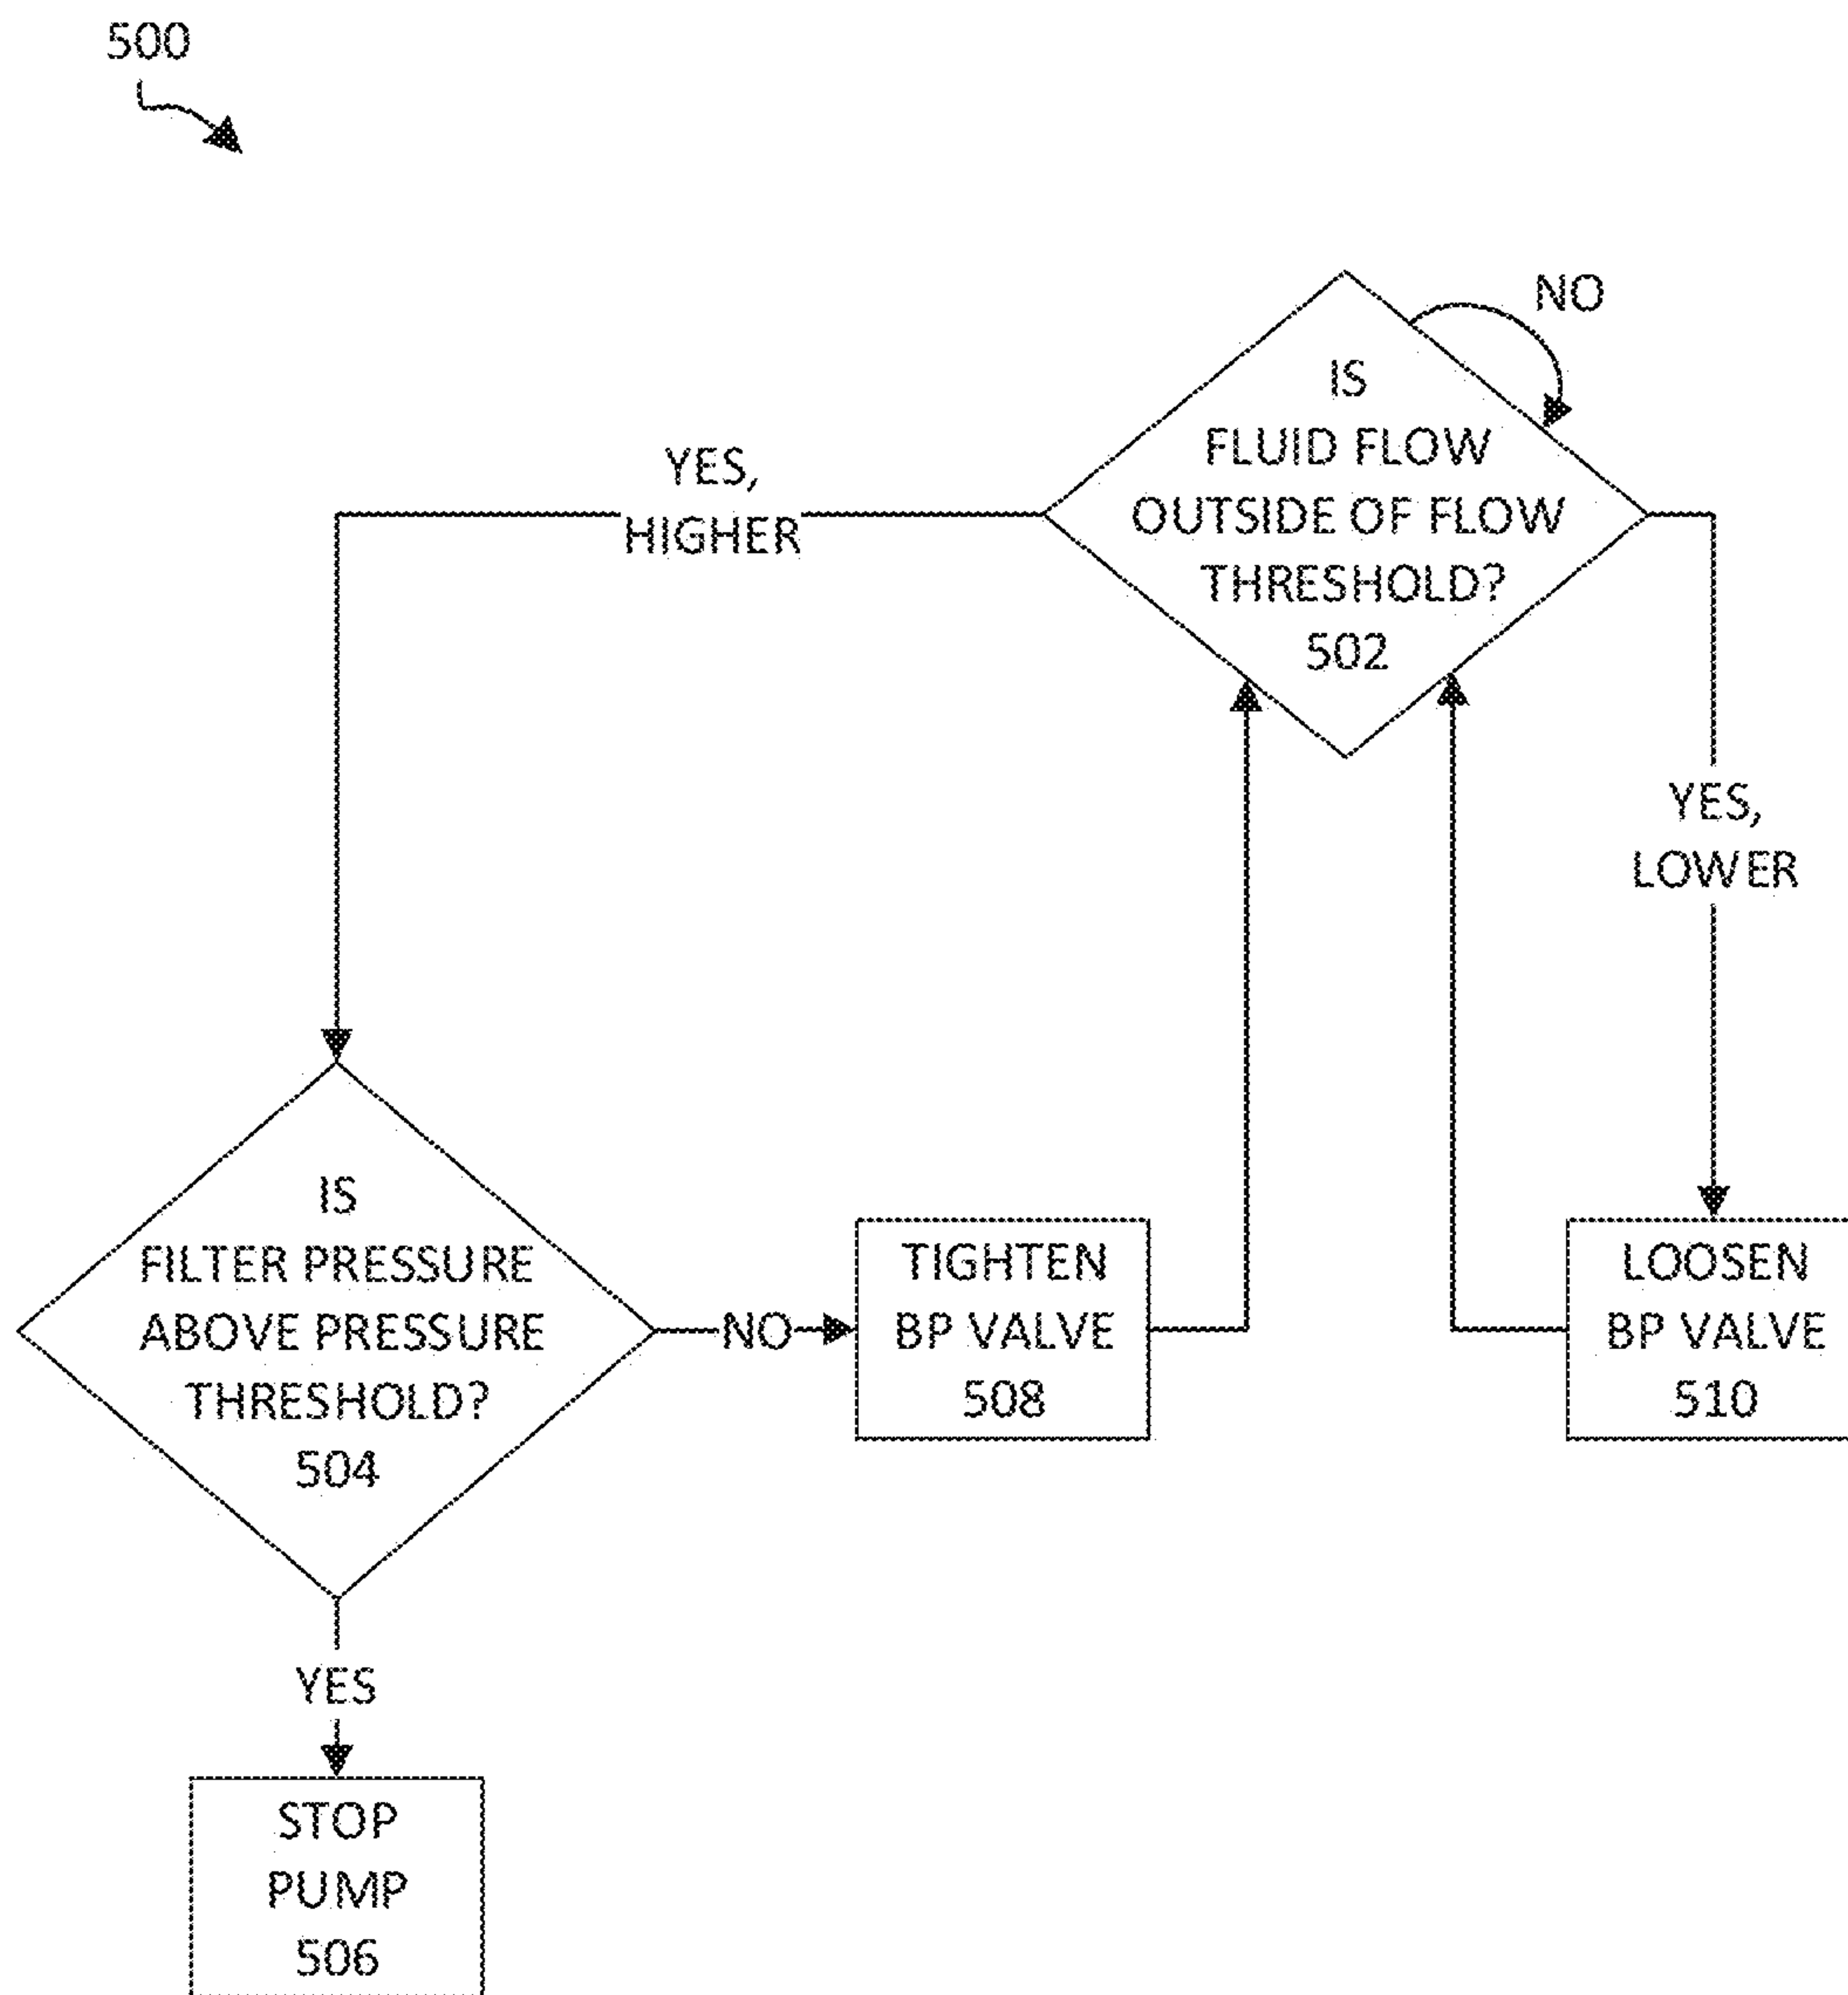 500
NO
IS
FLUID FLOW
OUTSIDE OF FLOW
THRESHOLD?
502
YES,
HIGHER
YES,
LOWER
IS
FILTER PRESSURE
ABOVE PRESSURE
THRESHOLD?
504
NO
TIGHTEN
BP VALVE
508
LOOSEN
BP VALVE
510
YES
STOP
PUMP
506